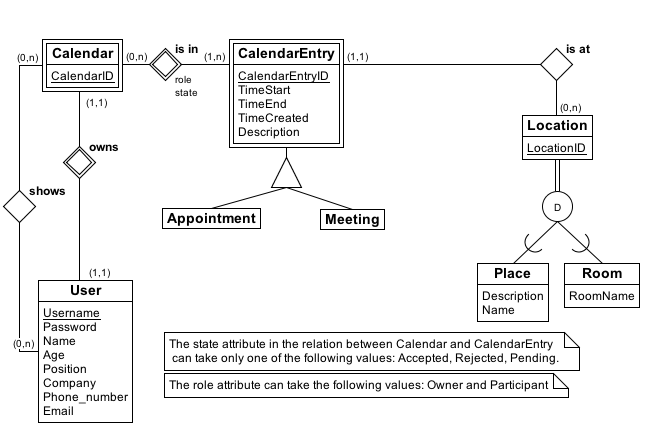 Calendar
CalendarID
(0,n)
(0,n)
is in
role
state
(1,n)
CalendarEntry
CalendarEntryID
TimeStart
TimeEnd
TimeCreated
Description
(1,1)
is at
(0,n)
Location
LocationID
(1,1)
owns
shows
Appointment
Meeting
D
Place
Description
Name
Room
RoomName
(1,1)
User
Username
Password
Name
Age
Position
Company
Phone_number
Email
(0,n)
The state attribute in the relation between Calendar and CalendarEntry
can take only one of the following values: Accepted, Rejected, Pending.
The role attribute can take the following values: Owner and Participant